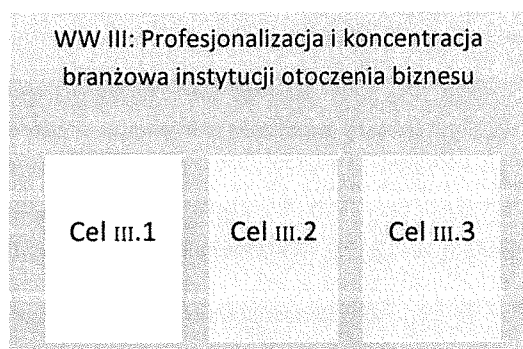 WW III: Profesjonalizacja i koncentracja
branżowa instytucji otoczenia biznesu
Cel III.1
Cel III.2
Cel III.3